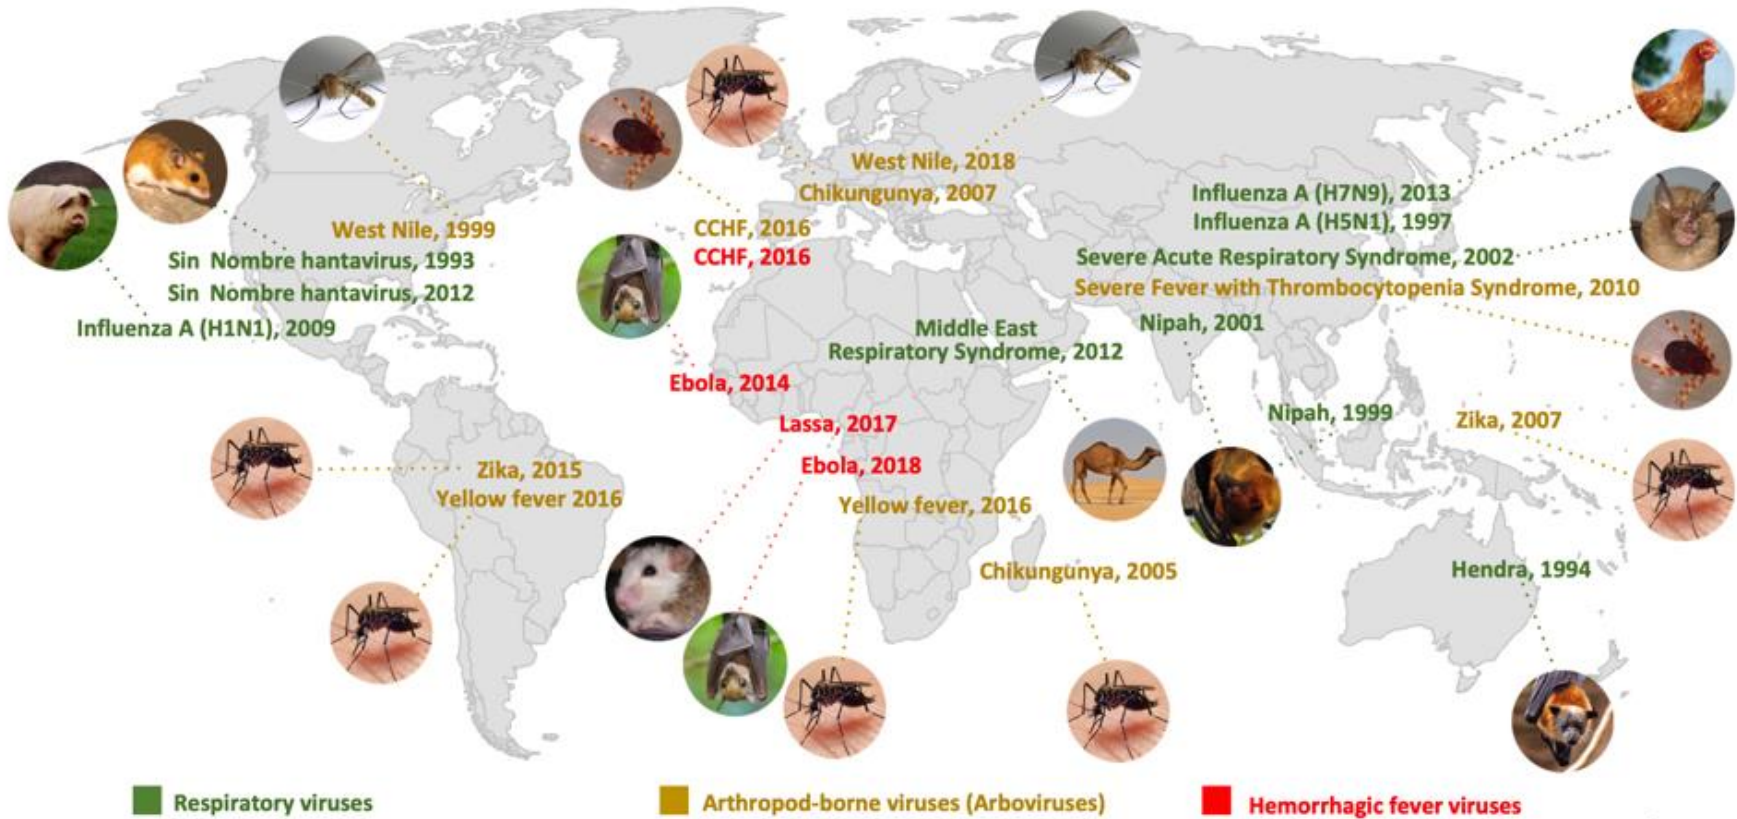 West Nile, 2018
Chikungunya, 2007
Influenza A (H7N9), 2013
Influenza A (H5N1), 1997
West Nile, 1999
CCHF, 2016
CCHF, 2016
Severe Acute Respiratory Syndrome, 2002
Sin Nombre hantavirus, 1993
Severe Fever with Thrombocytopenia Syndrome, 2010
Sin Nombre hantavirus, 2012
Influenza A (H1N1), 2009
Middle East
Respiratory Syndrome, 2012
Nipah, 2001
Ebola, 2014
Lassa, 2017
Nipah, 1999
Zika, 2007
Ebola, 2018
Zika, 2015
Yellow fever 2016
Yellow fever, 2016
Chikungunya, 2005
Hendra, 1994
Respiratory viruses
Arthropod-borne viruses (Arboviruses)
Hemorrhagic fever viruses